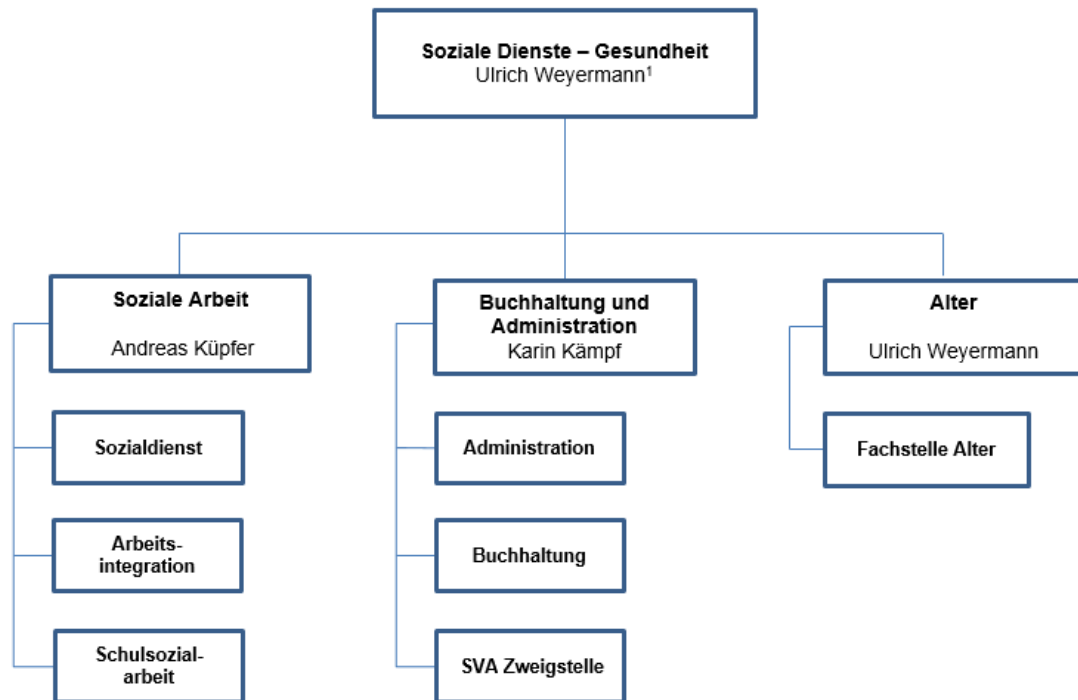 Soziale Dienste – Gesundheit
Ulrich Weyermann¹
Soziale Arbeit
Andreas Küpfer
Sozialdienst
Arbeits-
integration
Schulsozial-
arbeit
Buchhaltung und
Administration
Karin Kämpf
Administration
Buchhaltung
SVA Zweigstelle
Alter
Ulrich Weyermann
Fachstelle Alter